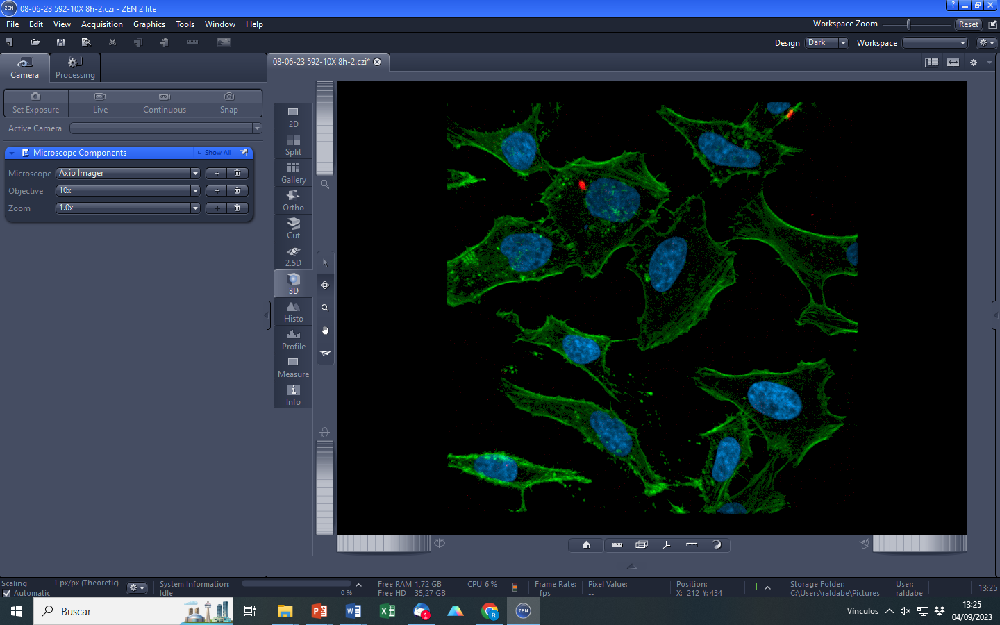 ZEN 08-06-23 592-10X 8h-2.czi - ZEN 2 lite
File Edit View Acquisition Graphics Tools Window Help
Workspace Zoom Reset
Design Dark Workspace
Camera Processing
08-06-23 592-10X 8h-2.czi*
Set Exposure Live Continuous Snap
Active Camera
Microscope Components Show All
Microscope Axio Imager
Objective 10x
Zoom 1.0x
2D
Split
Gallery
Ortho
Cut
2.5D
3D
Histo
Profile
Measure
Info
Scaling 1 px/px (Theoretic)
Automatic
System Information:
Idle
0 %
Free RAM 1,72 GB
Free HD 35,27 GB
CPU 6 %
Frame Rate:
- fps
Pixel Value:
--
Position:
X: -212 Y: 434
Storage Folder:
C:\Users\raldabe\Pictures
User:
raldabe
13:25
Buscar
1
R
ZEN
Vínculos
13:25
04/09/2023